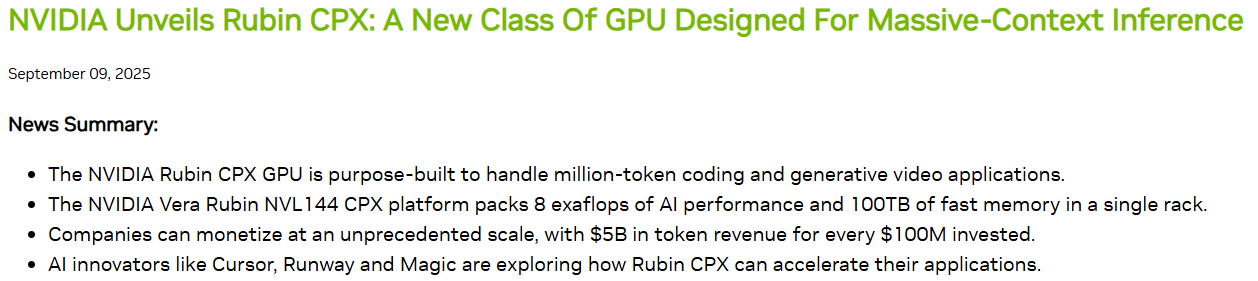 NVIDIA Unveils Rubin CPX: A New Class Of GPU Designed For Massive-Context Inference
September 09, 2025
News Summary:
• The NVIDIA Rubin CPX GPU is purpose-built to handle million-token coding and generative video applications.
• The NVIDIA Vera Rubin NVL144 CPX platform packs 8 exaflops of AI performance and 100TB of fast memory in a single rack.
• Companies can monetize at an unprecedented scale, with $5B in token revenue for every $100M invested.
• AI innovators like Cursor, Runway and Magic are exploring how Rubin CPX can accelerate their applications.